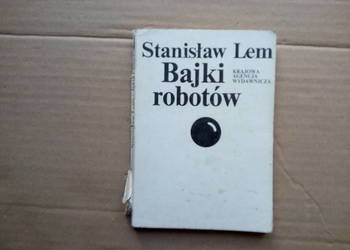 Stanisław Lem
Bajki
robotów
KRAJOWA
AGENCJA
WYDAWNICZA